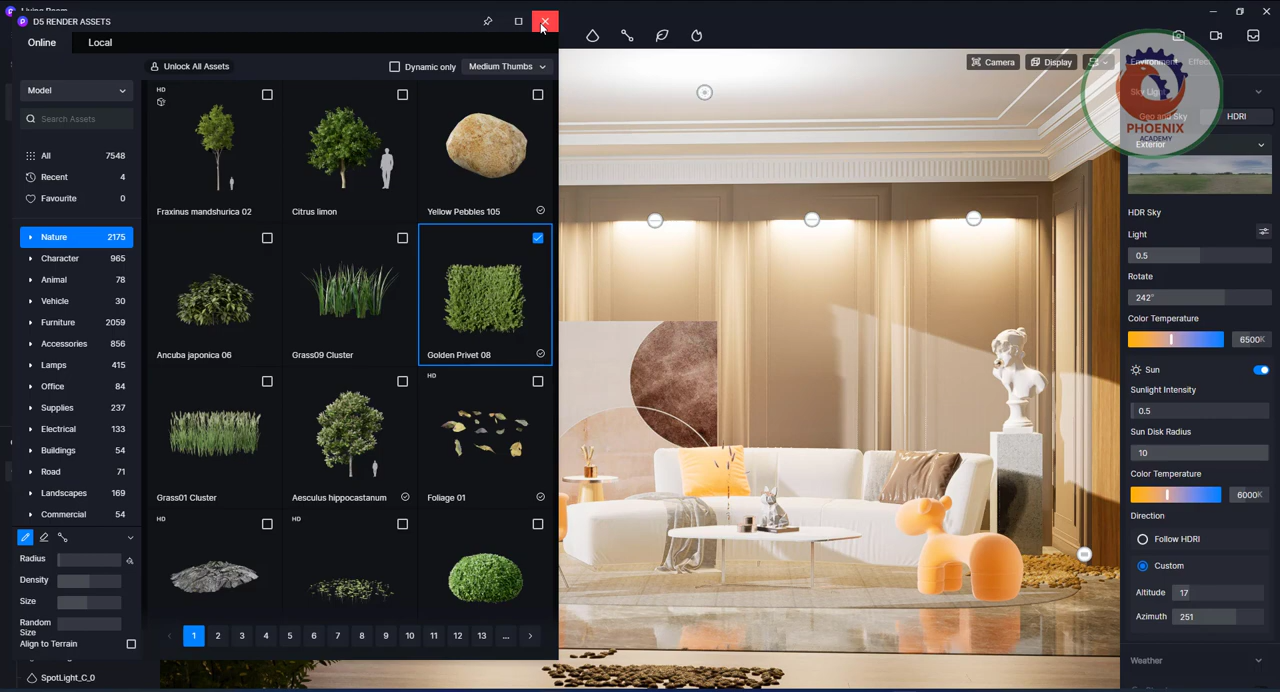 Living Room
D5 RENDER ASSETS
Online
Local
Unlock All Assets
Dynamic only
Medium Thumbs
Model
Search Assets
All 7548
Recent 4
Favourite 0
Nature 2175
Character 965
Animal 78
Vehicle 30
Furniture 2059
Accessories 856
Lamps 415
Office 84
Supplies 237
Electrical 133
Buildings 54
Road 71
Landscapes 169
Commercial 54
Radius
Density
Size
Random
Size
Align to Terrain
SpotLight_C_0
HD
Fraxinus mandshurica 02
Citrus limon
Yellow Pebbles 105
Ancuba japonica 06
Grass09 Cluster
Golden Privet 08
HD
Grass01 Cluster
Aesculus hippocastanum
Foliage 01
HD
HD
1 2 3 4 5 6 7 8 9 10 11 12 13 ...
Camera
Display
Environment
Effect
Sky Light
Geo and Sky
HDRI
Exterior
PHOENIX
ACADEMY
HDR Sky
Light
0.5
Rotate
242°
Color Temperature
6500K
Sun
Sunlight Intensity
0.5
Sun Disk Radius
10
Color Temperature
6000K
Direction
Follow HDRI
Custom
Altitude 17
Azimuth 251
Weather